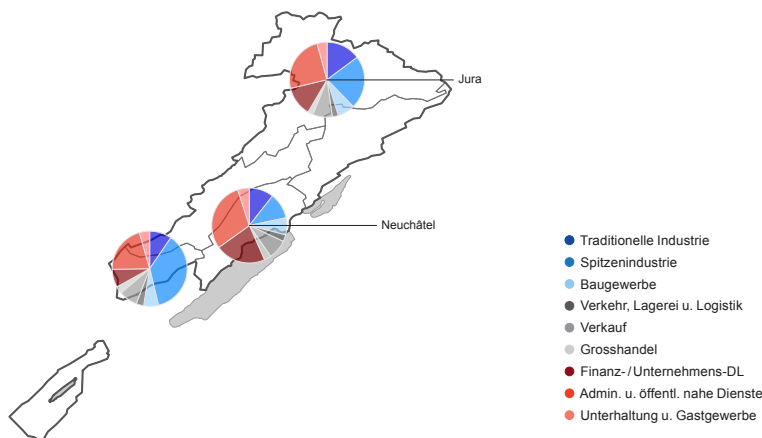 Jura
Neuchâtel
Traditionelle Industrie
Spitzenindustrie
Baugewerbe
Verkehr, Lagerei u. Logistik
Verkauf
Grosshandel
Finanz-/Unternehmens-DL
Admin. u. öffentl. nahe Dienste
Unterhaltung u. Gastgewerbe